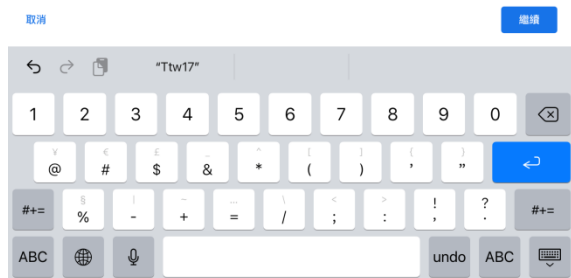 取消 繼續
“Ttw17”
1 2 3 4 5 6 7 8 9 0
¥ € £ _ ^ [ ] { }
@ # $ & * ( ) ’ ”
§ | ~ … \ < > ! ?
#+= % - + = / ; : , . #+=
ABC undo ABC